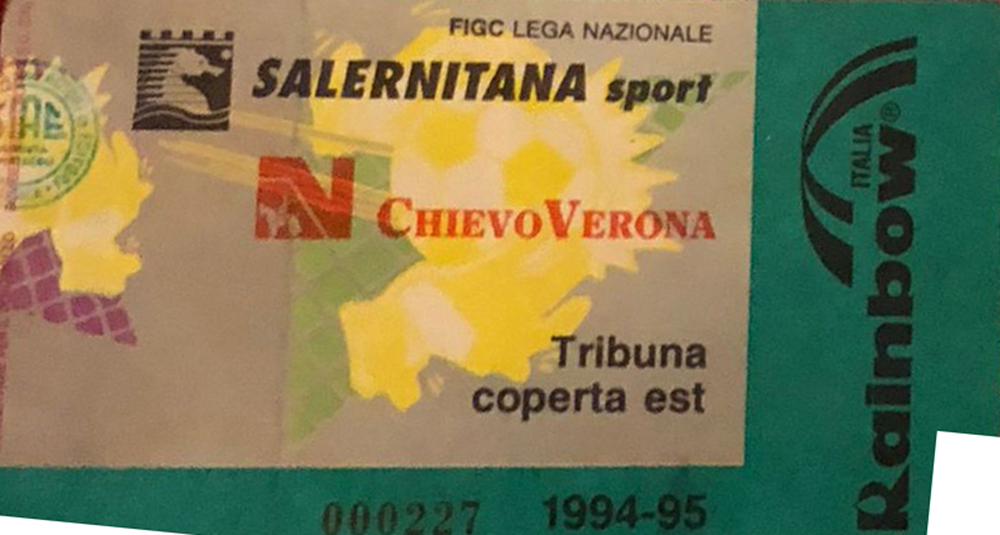 FIGC LEGA NAZIONALE
SALERNITANA sport
CHIEVOVERONA
Tribuna
coperta est
000227 1994-95
ITALIA
Rainbow®